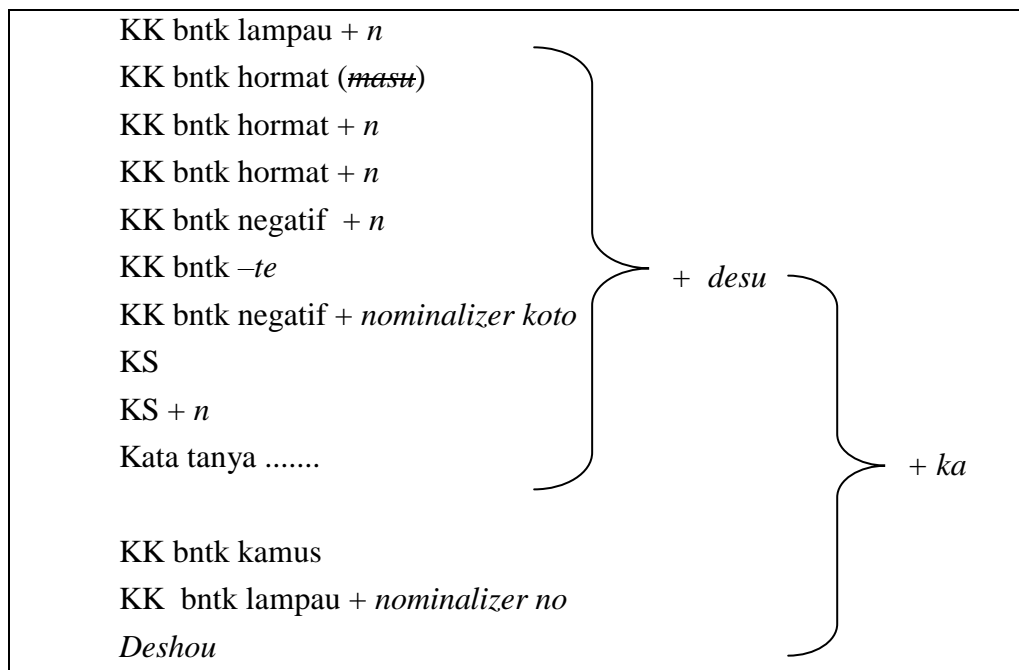 KK bntk lampau + n
KK bntk hormat (masu)
KK bntk hormat + n
KK bntk hormat + n
KK bntk negatif + n
KK bntk –te
+ desu
KK bntk negatif + nominalizer koto
KS
KS + n
Kata tanya .......
+ ka
KK bntk kamus
KK bntk lampau + nominalizer no
Deshou